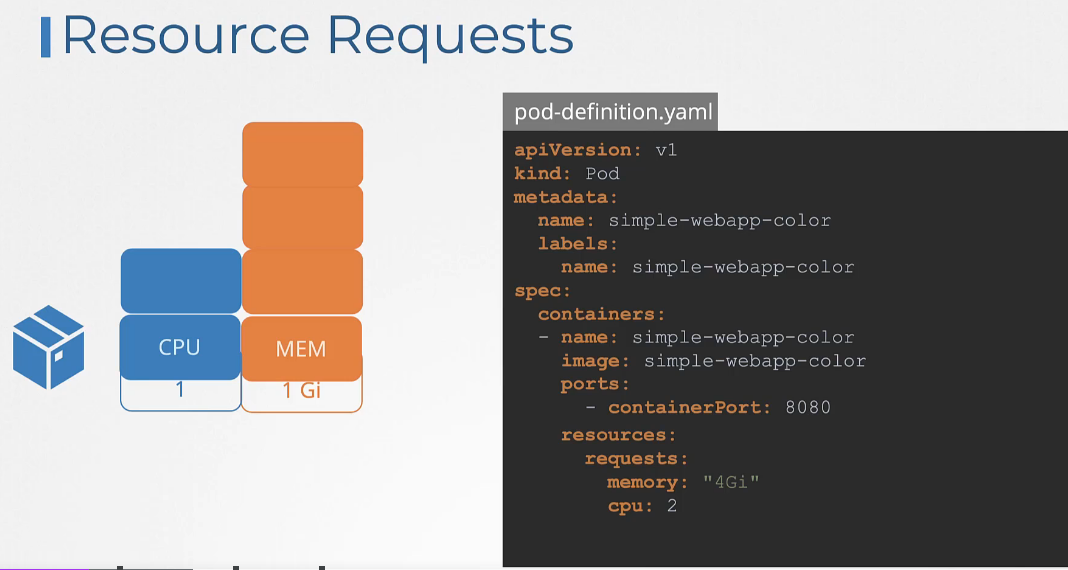 Resource Requests
CPU
MEM
1
1 Gi
pod-definition.yaml
apiVersion: v1
kind: Pod
metadata:
  name: simple-webapp-color
  labels:
    name: simple-webapp-color
spec:
  containers:
  - name: simple-webapp-color
    image: simple-webapp-color
    ports:
      - containerPort: 8080
    resources:
      requests:
        memory: "4Gi"
        cpu: 2